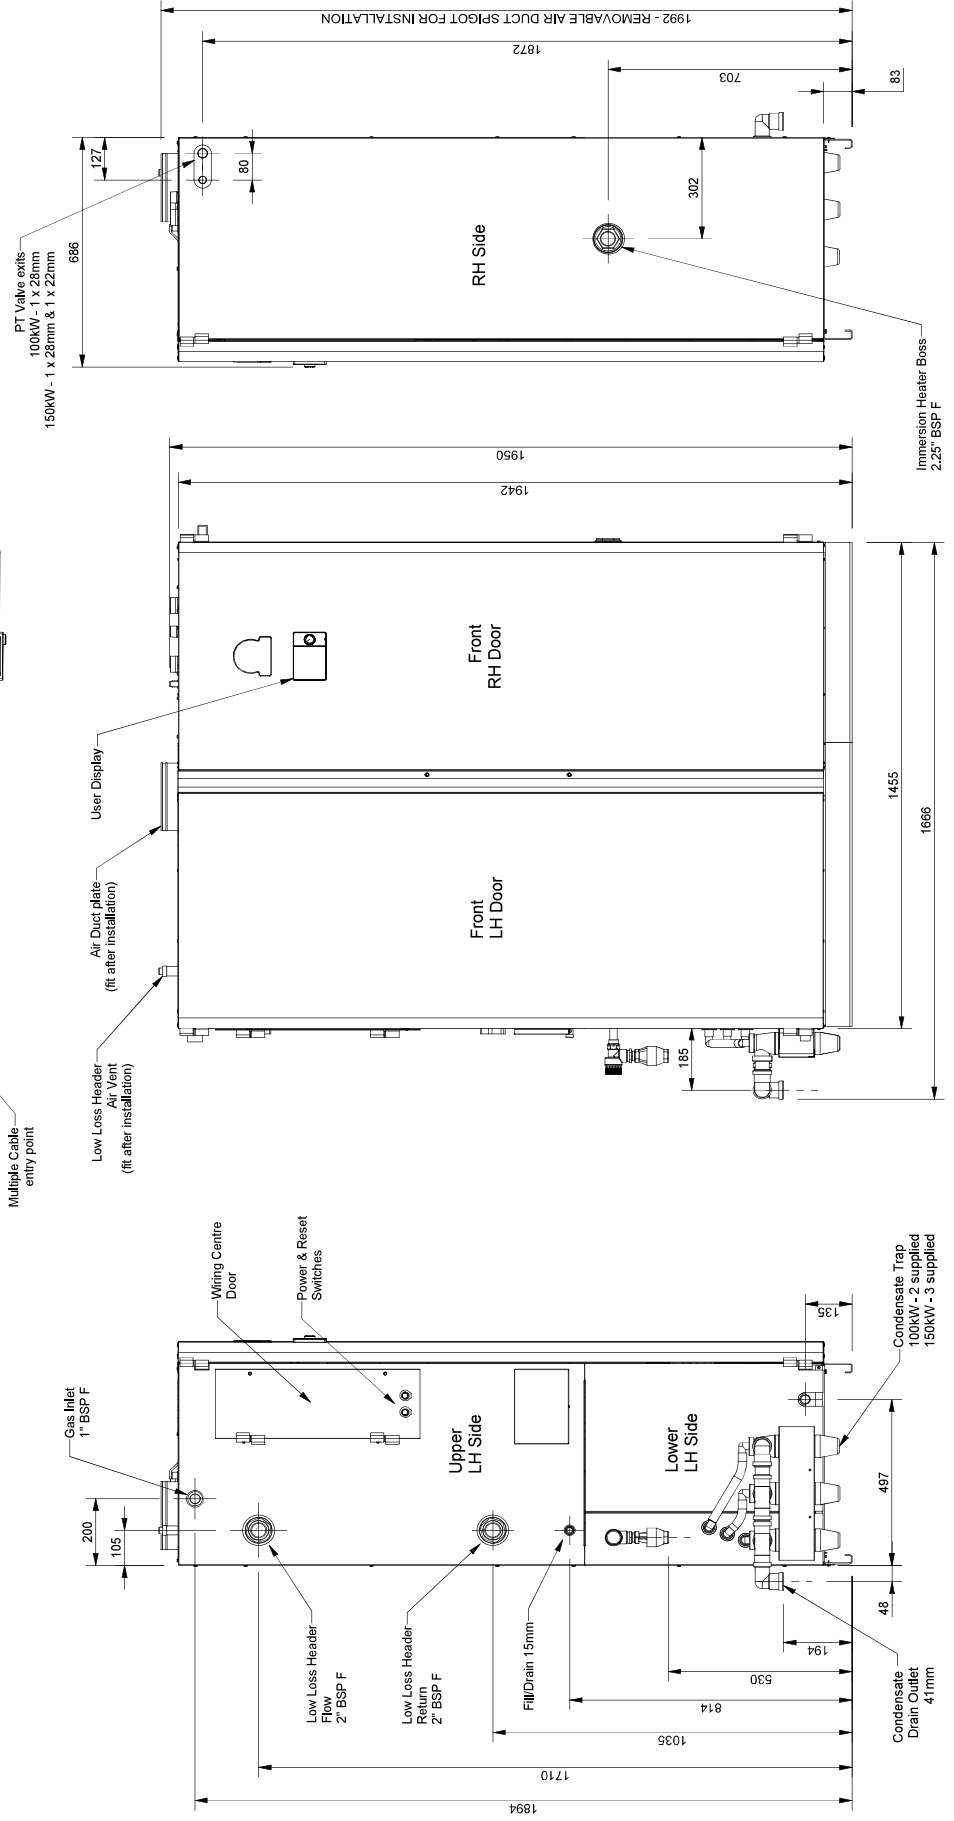 1992 - REMOVABLE AIR DUCT SPIGOT FOR INSTALLATION
1872
703
83
127
80
686
302
PT Valve exits
100kW - 1 x 28mm
150kW - 1 x 28mm & 1 x 22mm
RH Side
Immersion Heater Boss
2.25" BSP F
1950
1942
User Display
Front
RH Door
Air Duct plate
(fit after installation)
Front
LH Door
1455
1666
Low Loss Header
Air Vent
(fit after installation)
185
Multiple Cable
entry point
Wiring Centre
Door
Power & Reset
Switches
Gas Inlet
1" BSP F
200
105
Upper
LH Side
Lower
LH Side
135
Condensate Trap
100kW - 2 supplied
150kW - 3 supplied
497
48
Low Loss Header
Flow
2" BSP F
Low Loss Header
Return
2" BSP F
Fill/Drain 15mm
194
530
814
1035
1710
1894
Condensate
Drain Outlet
41mm